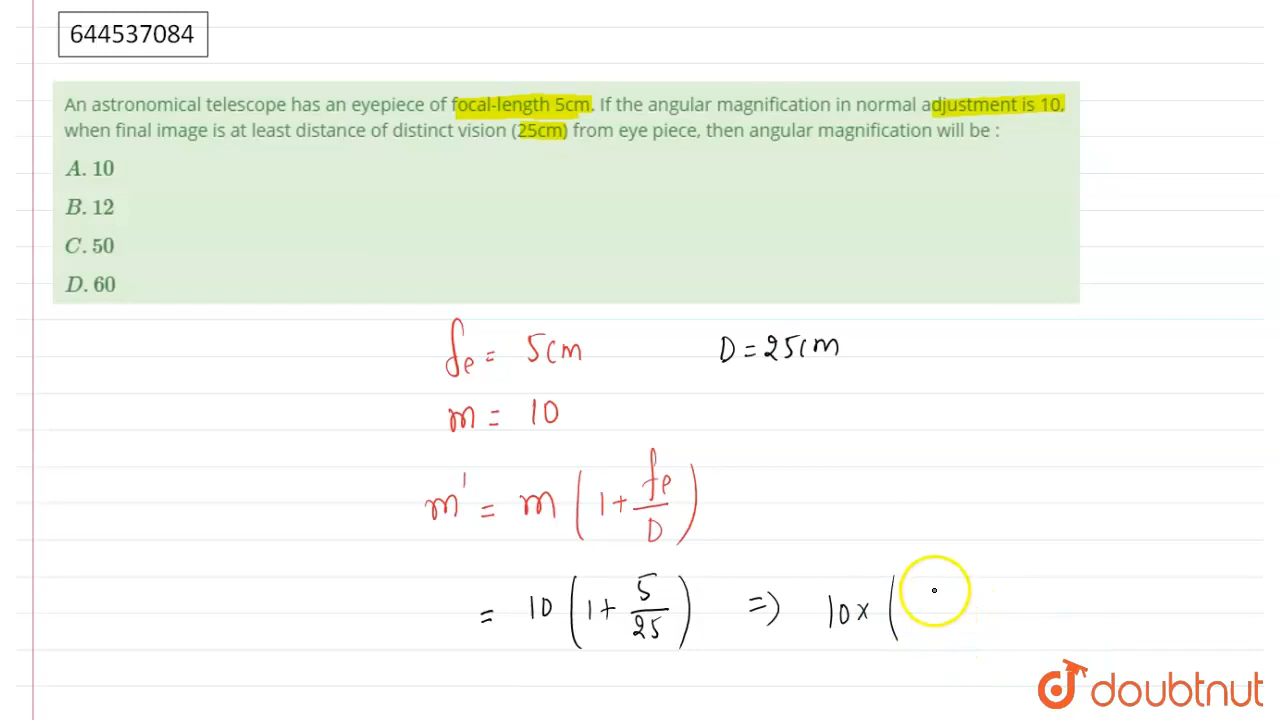 644537084
An astronomical telescope has an eyepiece of focal-length 5cm. If the angular magnification in normal adjustment is 10.
when final image is at least distance of distinct vision (25cm) from eye piece, then angular magnification will be :
A. 10
B. 12
C. 50
D. 60
fe = 5cm D = 25cm
m = 10
m' = m (1 + fe/D)
= 10 (1 + 5/25) => 10x (
doubtnut